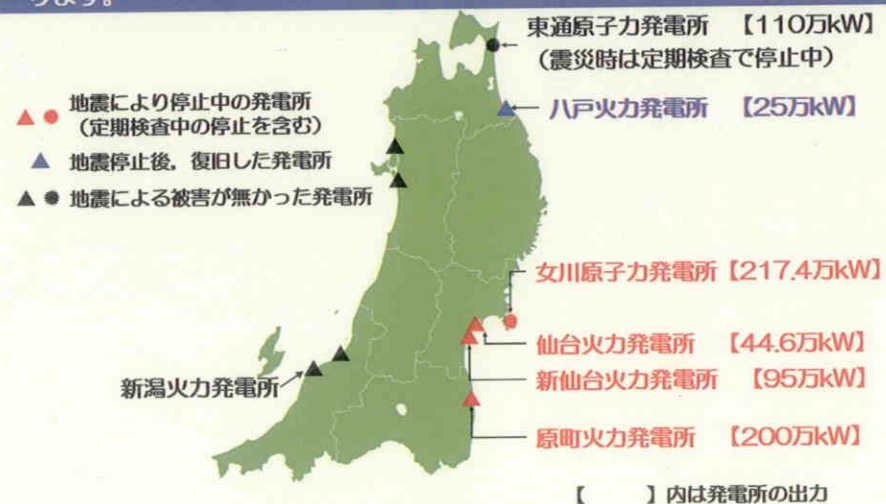 ります。
東通原子力発電所 【110万kW】
(震災時は定期検査で停止中)
地震により停止中の発電所
(定期検査中の停止を含む)
八戸火力発電所 【25万kW】
地震停止後，復旧した発電所
地震による被害が無かった発電所
女川原子力発電所 【217.4万kW】
仙台火力発電所 【44.6万kW】
新仙台火力発電所 【95万kW】
新潟火力発電所
原町火力発電所 【200万kW】
【 】内は発電所の出力